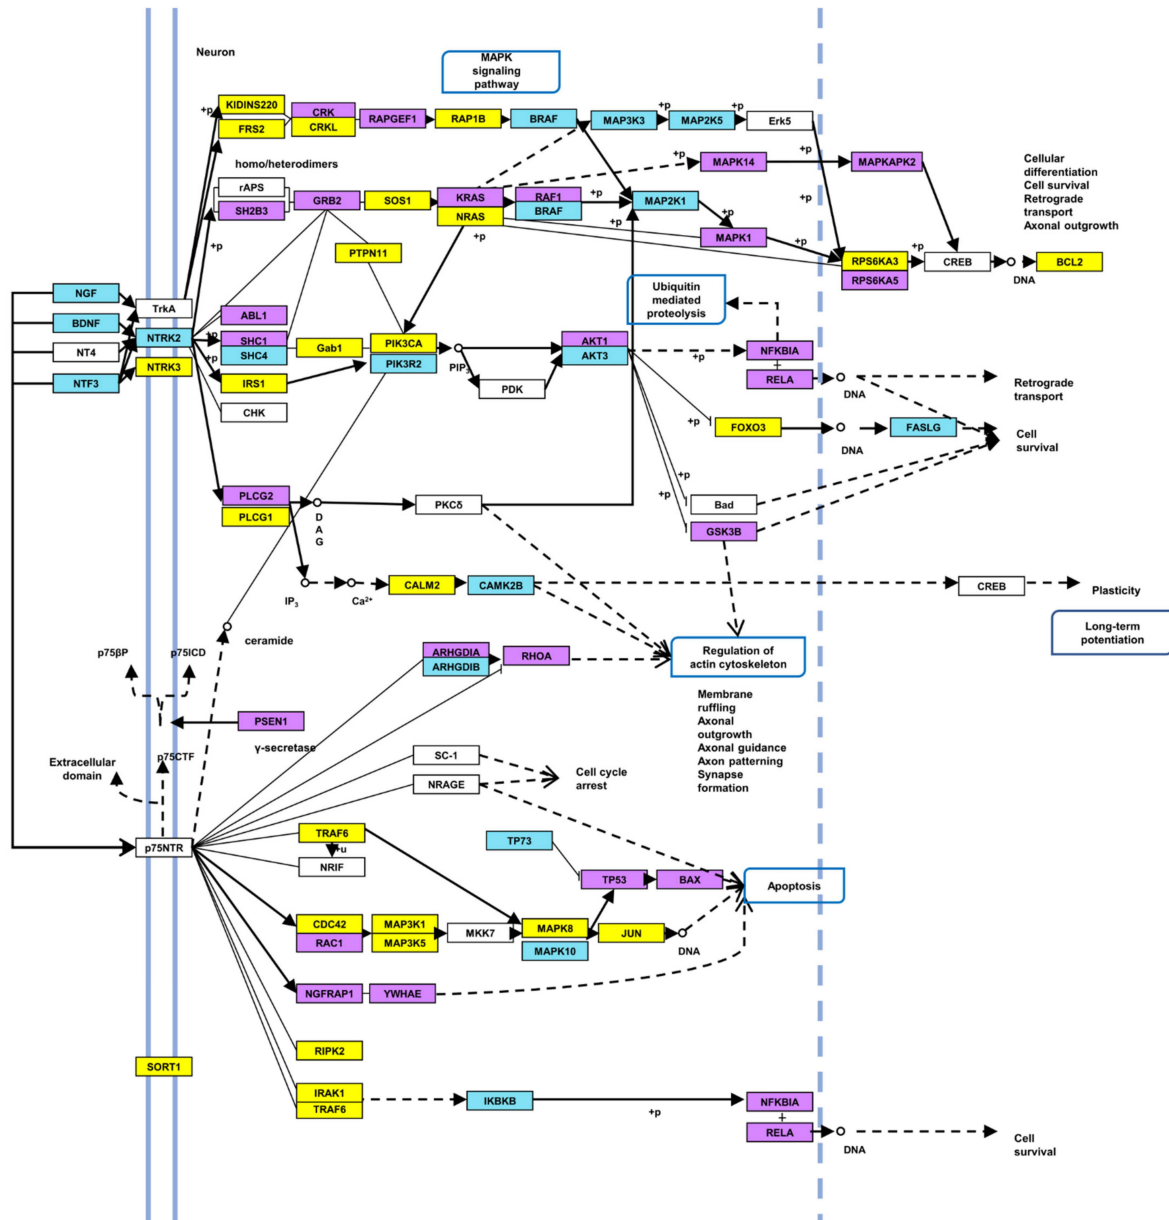 Neuron
MAPK
signaling
pathway
+p
KIDINS220
FRS2
CRK
CRKL
RAPGEF1
RAP1B
BRAF
MAP3K3
+p
MAP2K5
+p
Erk5
homo/heterodimers
rAPS
SH2B3
+p
GRB2
SOS1
KRAS
NRAS
+p
RAF1
BRAF
+p
MAP2K1
+p
MAPK14
+p
MAPKAPK2
+p
MAPK1
+p
PTPN11
RPS6KA3
RPS6KA5
+p
CREB
DNA
BCL2
Cellular
differentiation
Cell survival
Retrograde
transport
Axonal outgrowth
NGF
BDNF
NT4
NTF3
TrkA
NTRK2
NTRK3
ABL1
+p
SHC1
+p
SHC4
Gab1
IRS1
CHK
PIK3CA
PIK3R2
PIP3
PDK
AKT1
AKT3
Ubiquitin
mediated
proteolysis
+p
NFKBIA
RELA
DNA
Retrograde
transport
+p
FOXO3
DNA
FASLG
Cell
survival
PLCG2
PLCG1
D
A
G
PKCδ
+p
Bad
+p
GSK3B
IP3
Ca2+
CALM2
CAMK2B
CREB
Plasticity
Long-term
potentiation
ceramide
p75βP
p75ICD
ARHGDIA
ARHGDIB
RHOA
Regulation of
actin cytoskeleton
Membrane
ruffling
Axonal
outgrowth
Axonal guidance
Axon patterning
Synapse
formation
PSEN1
γ-secretase
Extracellular
domain
p75CTF
SC-1
NRAGE
Cell cycle
arrest
p75NTR
TRAF6
+u
NRIF
TP73
TP53
BAX
Apoptosis
CDC42
RAC1
MAP3K1
MAP3K5
MKK7
MAPK8
MAPK10
JUN
DNA
NGFRAP1
YWHAE
RIPK2
SORT1
IRAK1
TRAF6
IKBKB
+p
NFKBIA
RELA
DNA
Cell
survival